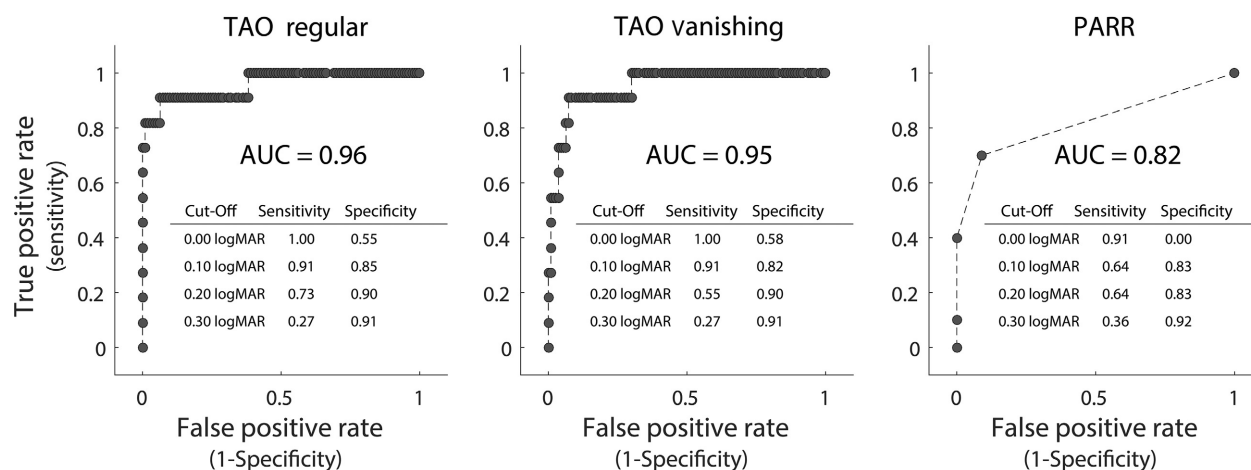 TAO regular
True positive rate
(sensitivity)
1
0.8
0.6
0.4
0.2
0
AUC = 0.96
Cut-Off Sensitivity Specificity
0.00 logMAR 1.00 0.55
0.10 logMAR 0.91 0.85
0.20 logMAR 0.73 0.90
0.30 logMAR 0.27 0.91
0 0.5 1
False positive rate
(1-Specificity)
TAO vanishing
1
0.8
0.6
0.4
0.2
0
AUC = 0.95
Cut-Off Sensitivity Specificity
0.00 logMAR 1.00 0.58
0.10 logMAR 0.91 0.82
0.20 logMAR 0.55 0.90
0.30 logMAR 0.27 0.91
0 0.5 1
False positive rate
(1-Specificity)
PARR
1
0.8
0.6
0.4
0.2
0
AUC = 0.82
Cut-Off Sensitivity Specificity
0.00 logMAR 0.91 0.00
0.10 logMAR 0.64 0.83
0.20 logMAR 0.64 0.83
0.30 logMAR 0.36 0.92
0 0.5 1
False positive rate
(1-Specificity)